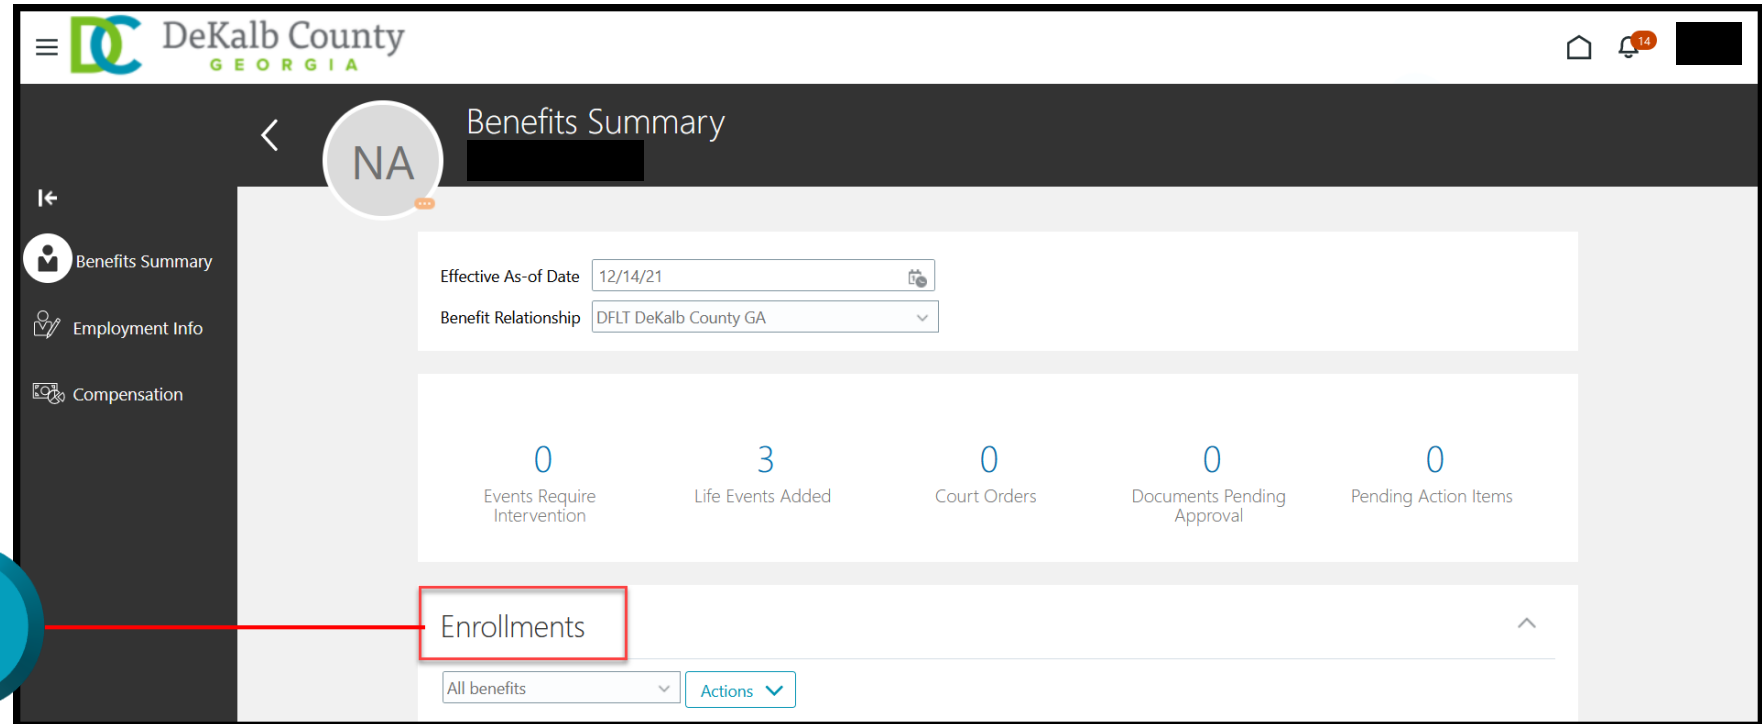 DeKalb County
GEORGIA
14
NA
Benefits Summary
Benefits Summary
Employment Info
Compensation
Effective As-of Date 12/14/21
Benefit Relationship DFLT DeKalb County GA
0 3 0 0 0
Events Require Life Events Added Court Orders Documents Pending Pending Action Items
Intervention Approval
Enrollments
All benefits Actions